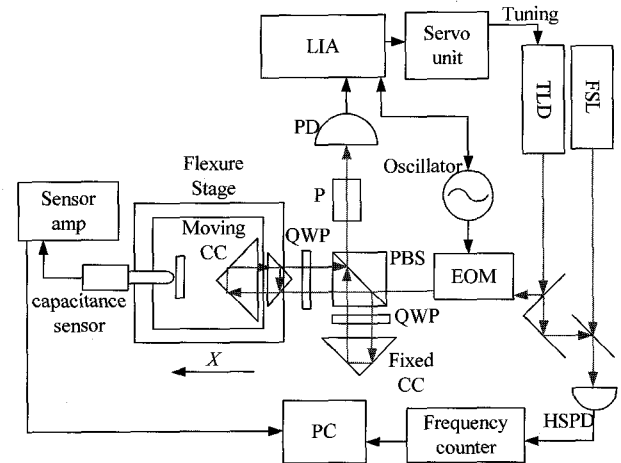 Tuning
LIA
Servo
unit
TLD
FSL
PD
Oscillator
Flexure
Stage
P
Sensor
amp
Moving
CC
QWP
PBS
EOM
capacitance
sensor
QWP
Fixed
CC
X
HSPD
PC
Frequency
counter